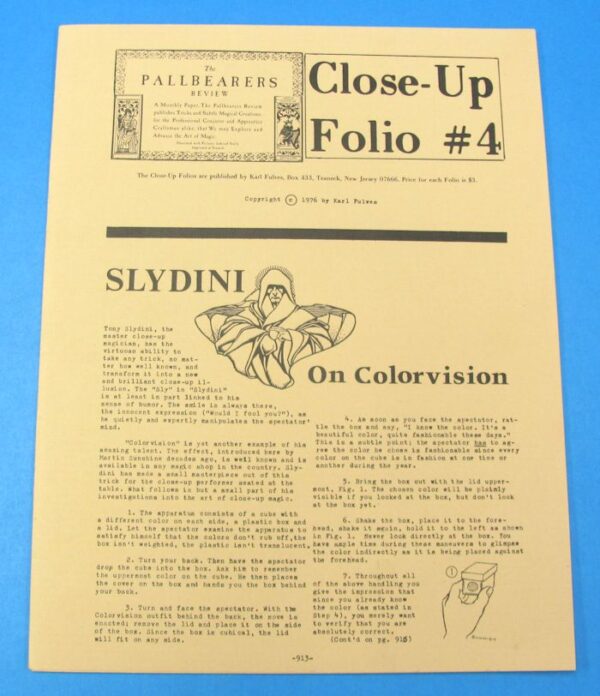 The
PALLBEARERS
REVIEW
A Monthly Paper. The Pallbearers Review
publishes Tricks and Subtle Magical Creations,
for the Professional Conjuror and Apprentice
Craftsman alike, that We may Explore and
Advance the Art of Magic.
Close-Up
Folio #4
The Close-Up Folios are published by Karl Fulves, Box 433, Teaneck, New Jersey 07666. Price for each Folio is $3.
Copyright © 1976 by Karl Fulves
SLYDINI
On Colorvision
Tony Slydini, the
master close-up
magician, has the
virtuoso ability to
take any trick, no mat-
ter how well known, and
transform it into a new
and brilliant close-up il-
lusion. The "Sly" in "Slydini"
is at least in part linked to his
sense of humor. The smile is always there,
the innocent expression ("Would I fool you?"), as
he quietly and expertly manipulates the spectator'
mind.
"Colorvision" is yet another example of his
amazing talent. The effect, introduced here by
Martin Sunshine decades ago, is well known and is
available in any magic shop in the country. Sly-
dini has made a small masterpiece out of this
trick for the close-up performer seated at the
table. What follows is but a small part of his
investigations into the art of close-up magic.
1. The apparatus consists of a cube with
a different color on each side, a plastic box and
a lid. Let the spectator examine the apparatus to
satisfy himself that the colors don't rub off, the
box isn't weighted, the plastic isn't translucent.
2. Turn your back. Then have the spectator
drop the cube into the box. Ask him to remember
the uppermost color on the cube. He then places
the cover on the box and hands you the box behind
your back.
3. Turn and face the spectator. With the
Colorvision outfit behind the back, the move is
enacted; remove the lid and place it on the side
of the box. Since the box is cubical, the lid
will fit on any side.
4. As soon as you face the spectator, rat-
tle the box and say, "I know the color. It's a
beautiful color, quite fashionable these days."
This is a subtle point; the spectator has to ag-
ree the color he chose is fashionable since every
color on the cube is in fashion at one time or
another during the year.
5. Bring the box out with the lid upper-
most, Fig. 1. The chosen color will be plainly
visible if you looked at the box, but don't look
at the box yet.
6. Shake the box, place it to the fore-
head, shake it again, hold it to the left as shown
in Fig. 1. Never look directly at the box. You
have ample time during these maneuvers to glimpse
the color indirectly as it is being placed against
the forehead.
7. Throughout all
of the above handling you
give the impression that
since you already know
the color (as stated in
Step 4), you merely want
to verify that you are
absolutely correct.
(Cont'd on pg. 915)
1
-913-